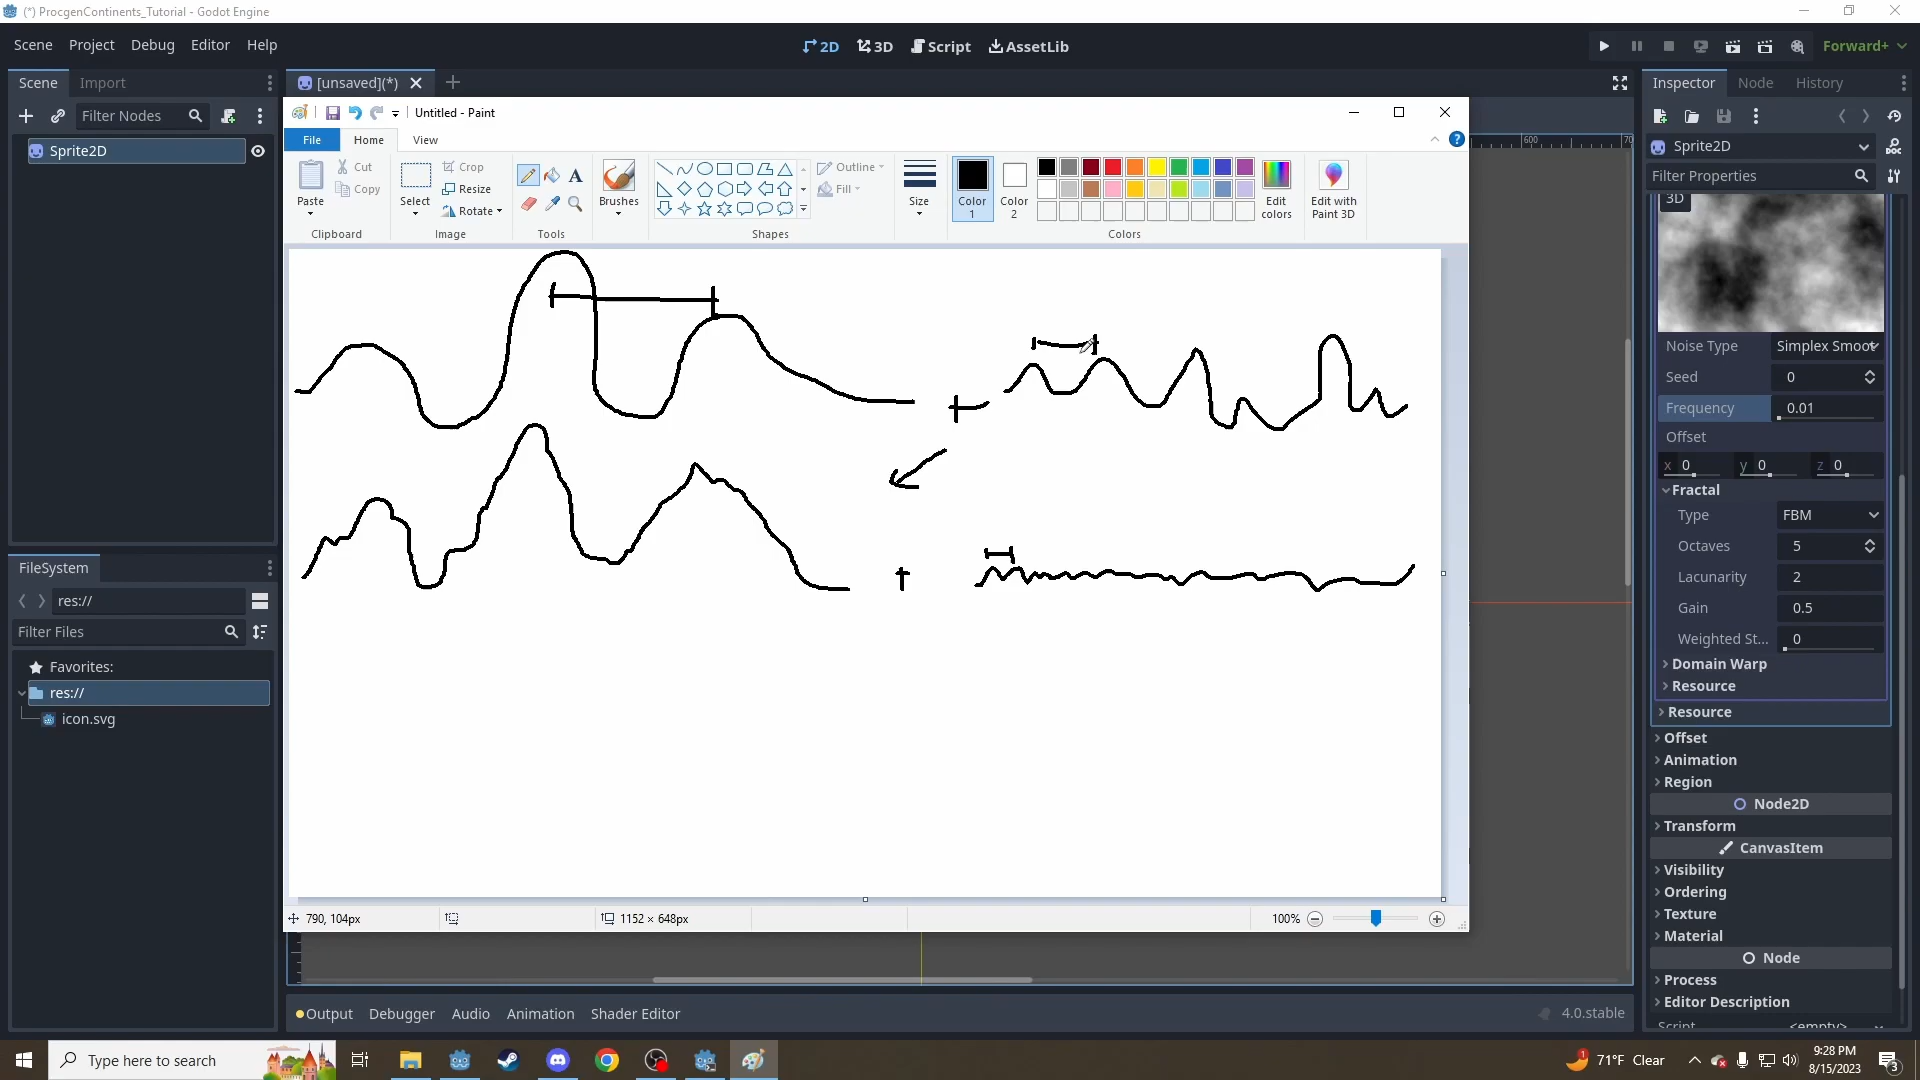 (*) ProcgenContinents_Tutorial - Godot Engine
Scene Project Debug Editor Help
2D 3D Script AssetLib
Forward+
Scene Import
[unsaved](*)
Inspector Node History
Filter Nodes
Sprite2D
Untitled - Paint
File Home View
Paste Cut Copy
Clipboard
Select Crop Resize Rotate
Image
Tools
Brushes
Shapes
Outline Fill
Size
Color 1
Color 2
Edit colors
Colors
Edit with Paint 3D
600
Sprite2D
Filter Properties
3D
Noise Type Simplex Smoot
Seed 0
Frequency 0.01
Offset
x 0 y 0 z 0
Fractal
Type FBM
Octaves 5
Lacunarity 2
Gain 0.5
Weighted St... 0
Domain Warp
Resource
Resource
Offset
Animation
Region
Node2D
Transform
CanvasItem
Visibility
Ordering
Texture
Material
Node
Process
Editor Description
Script <empty>
+
+
FileSystem
res://
Filter Files
Favorites:
res://
icon.svg
790, 104px
1152 × 648px
100%
Output Debugger Audio Animation Shader Editor
4.0.stable
Type here to search
1
71°F Clear
9:28 PM
8/15/2023
3